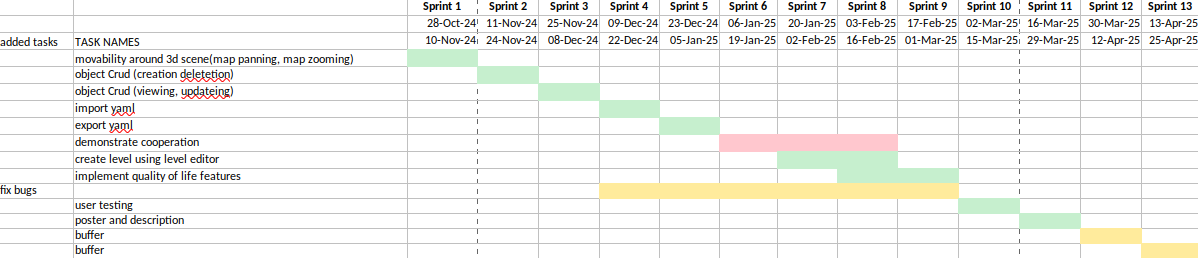 Sprint 1 Sprint 2 Sprint 3 Sprint 4 Sprint 5 Sprint 6 Sprint 7 Sprint 8 Sprint 9 Sprint 10 Sprint 11 Sprint 12 Sprint 13
28-Oct-24 11-Nov-24 25-Nov-24 09-Dec-24 23-Dec-24 06-Jan-25 20-Jan-25 03-Feb-25 17-Feb-25 02-Mar-25 16-Mar-25 30-Mar-25 13-Apr-25
added tasks TASK NAMES 10-Nov-24 24-Nov-24 08-Dec-24 22-Dec-24 05-Jan-25 19-Jan-25 02-Feb-25 16-Feb-25 01-Mar-25 15-Mar-25 29-Mar-25 12-Apr-25 25-Apr-25
movability around 3d scene(map panning, map zooming)
object Crud (creation deletetion)
object Crud (viewing, updateing)
import yaml
export yaml
demonstrate cooperation
create level using level editor
implement quality of life features
fix bugs
user testing
poster and description
buffer
buffer